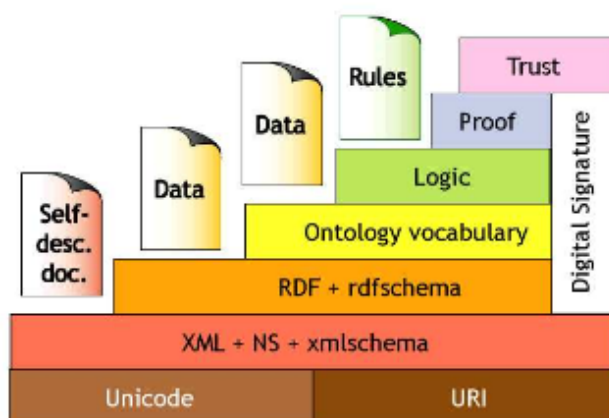 Trust
Rules
Proof
Data
Logic
Data
Digital Signature
Self-
desc.
doc.
Ontology vocabulary
RDF + rdfschema
XML + NS + xmlschema
Unicode
URI